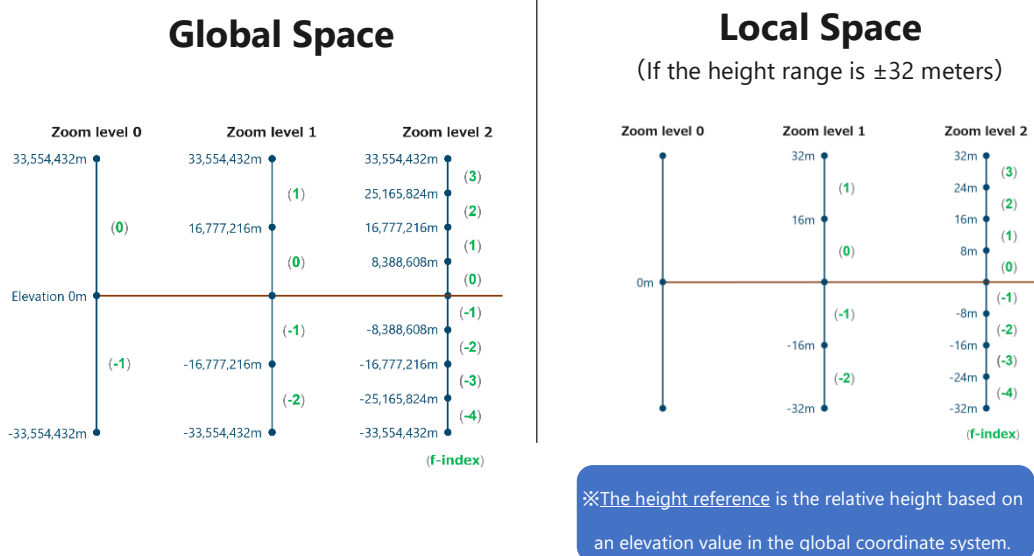 Global Space
Zoom level 0
Zoom level 1
Zoom level 2
33,554,432m
33,554,432m
33,554,432m
(3)
(1)
25,165,824m
(2)
(0)
16,777,216m
16,777,216m
(1)
(0)
8,388,608m
(0)
Elevation 0m
(-1)
(-1)
-8,388,608m
(-2)
(-1)
-16,777,216m
-16,777,216m
(-3)
(-2)
-25,165,824m
(-4)
-33,554,432m
-33,554,432m
-33,554,432m
(f-index)
Local Space
(If the height range is ±32 meters)
Zoom level 0
Zoom level 1
Zoom level 2
32m
32m
(3)
(1)
24m
(2)
16m
16m
(1)
(0)
8m
(0)
0m
(-1)
(-1)
-8m
(-2)
-16m
-16m
(-3)
(-2)
-24m
(-4)
-32m
-32m
(f-index)
※The height reference is the relative height based on
an elevation value in the global coordinate system.